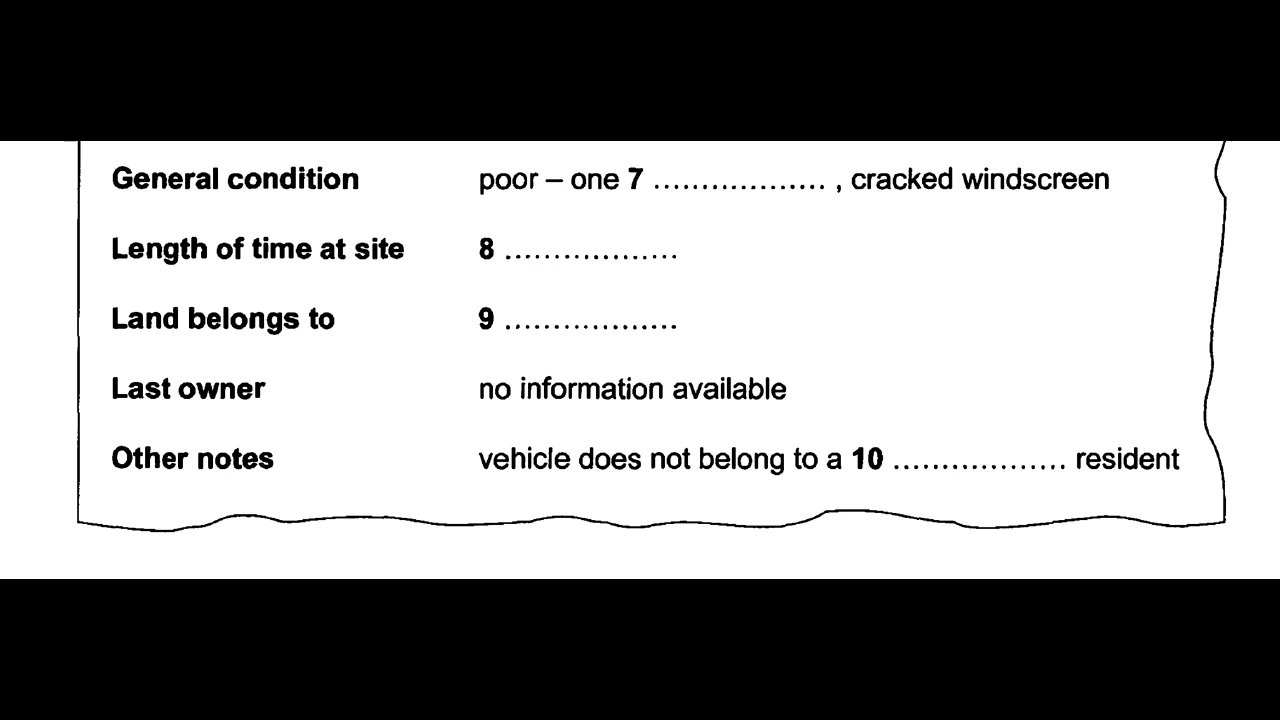 General condition poor – one 7 .................. , cracked windscreen
Length of time at site 8 ..................
Land belongs to 9 ..................
Last owner no information available
Other notes vehicle does not belong to a 10 .................. resident